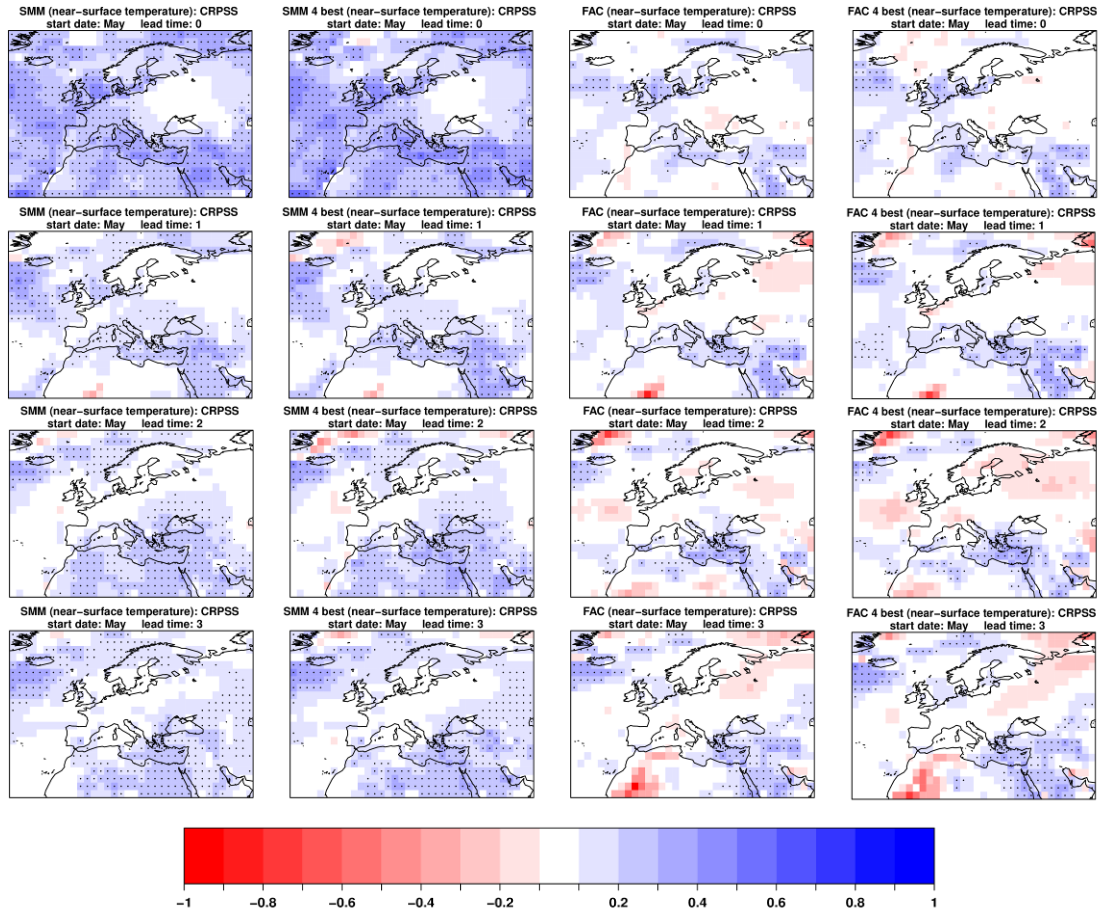 SMM (near-surface temperature): CRPSS
start date: May lead time: 0
SMM 4 best (near-surface temperature): CRPSS
start date: May lead time: 0
FAC (near-surface temperature): CRPSS
start date: May lead time: 0
FAC 4 best (near-surface temperature): CRPSS
start date: May lead time: 0
SMM (near-surface temperature): CRPSS
start date: May lead time: 1
SMM 4 best (near-surface temperature): CRPSS
start date: May lead time: 1
FAC (near-surface temperature): CRPSS
start date: May lead time: 1
FAC 4 best (near-surface temperature): CRPSS
start date: May lead time: 1
SMM (near-surface temperature): CRPSS
start date: May lead time: 2
SMM 4 best (near-surface temperature): CRPSS
start date: May lead time: 2
FAC (near-surface temperature): CRPSS
start date: May lead time: 2
FAC 4 best (near-surface temperature): CRPSS
start date: May lead time: 2
SMM (near-surface temperature): CRPSS
start date: May lead time: 3
SMM 4 best (near-surface temperature): CRPSS
start date: May lead time: 3
FAC (near-surface temperature): CRPSS
start date: May lead time: 3
FAC 4 best (near-surface temperature): CRPSS
start date: May lead time: 3
-1 -0.8 -0.6 -0.4 -0.2 0.2 0.4 0.6 0.8 1